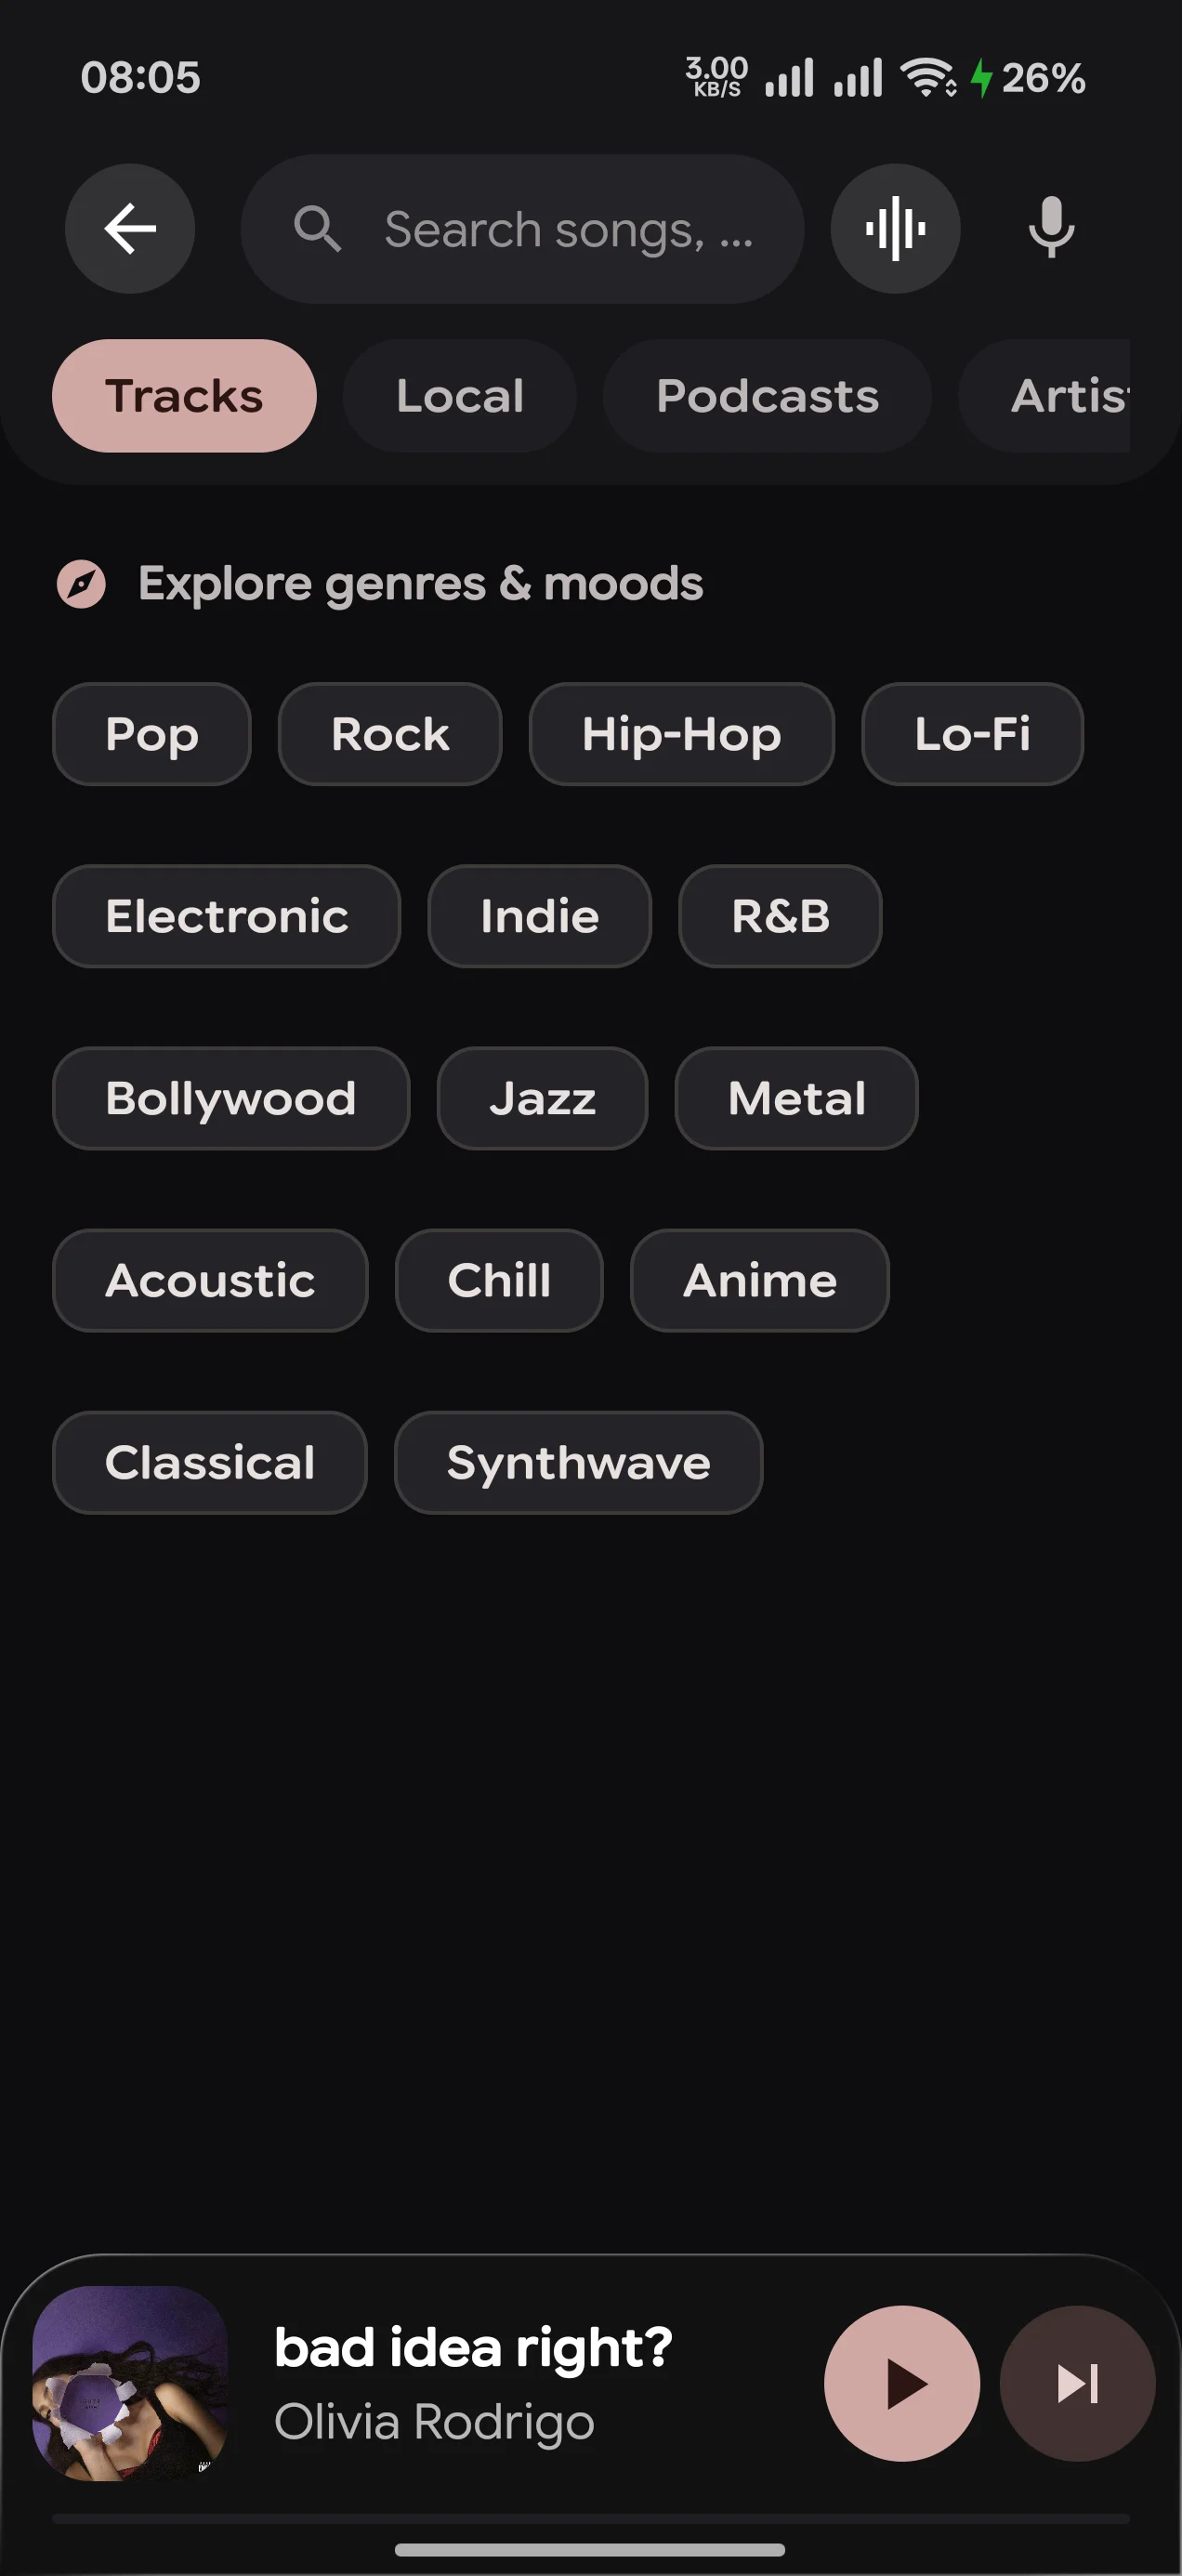 08:05 3.00 KB/S 26%
Search songs, ...
Tracks Local Podcasts Artis
Explore genres & moods
Pop Rock Hip-Hop Lo-Fi
Electronic Indie R&B
Bollywood Jazz Metal
Acoustic Chill Anime
Classical Synthwave
bad idea right?
Olivia Rodrigo